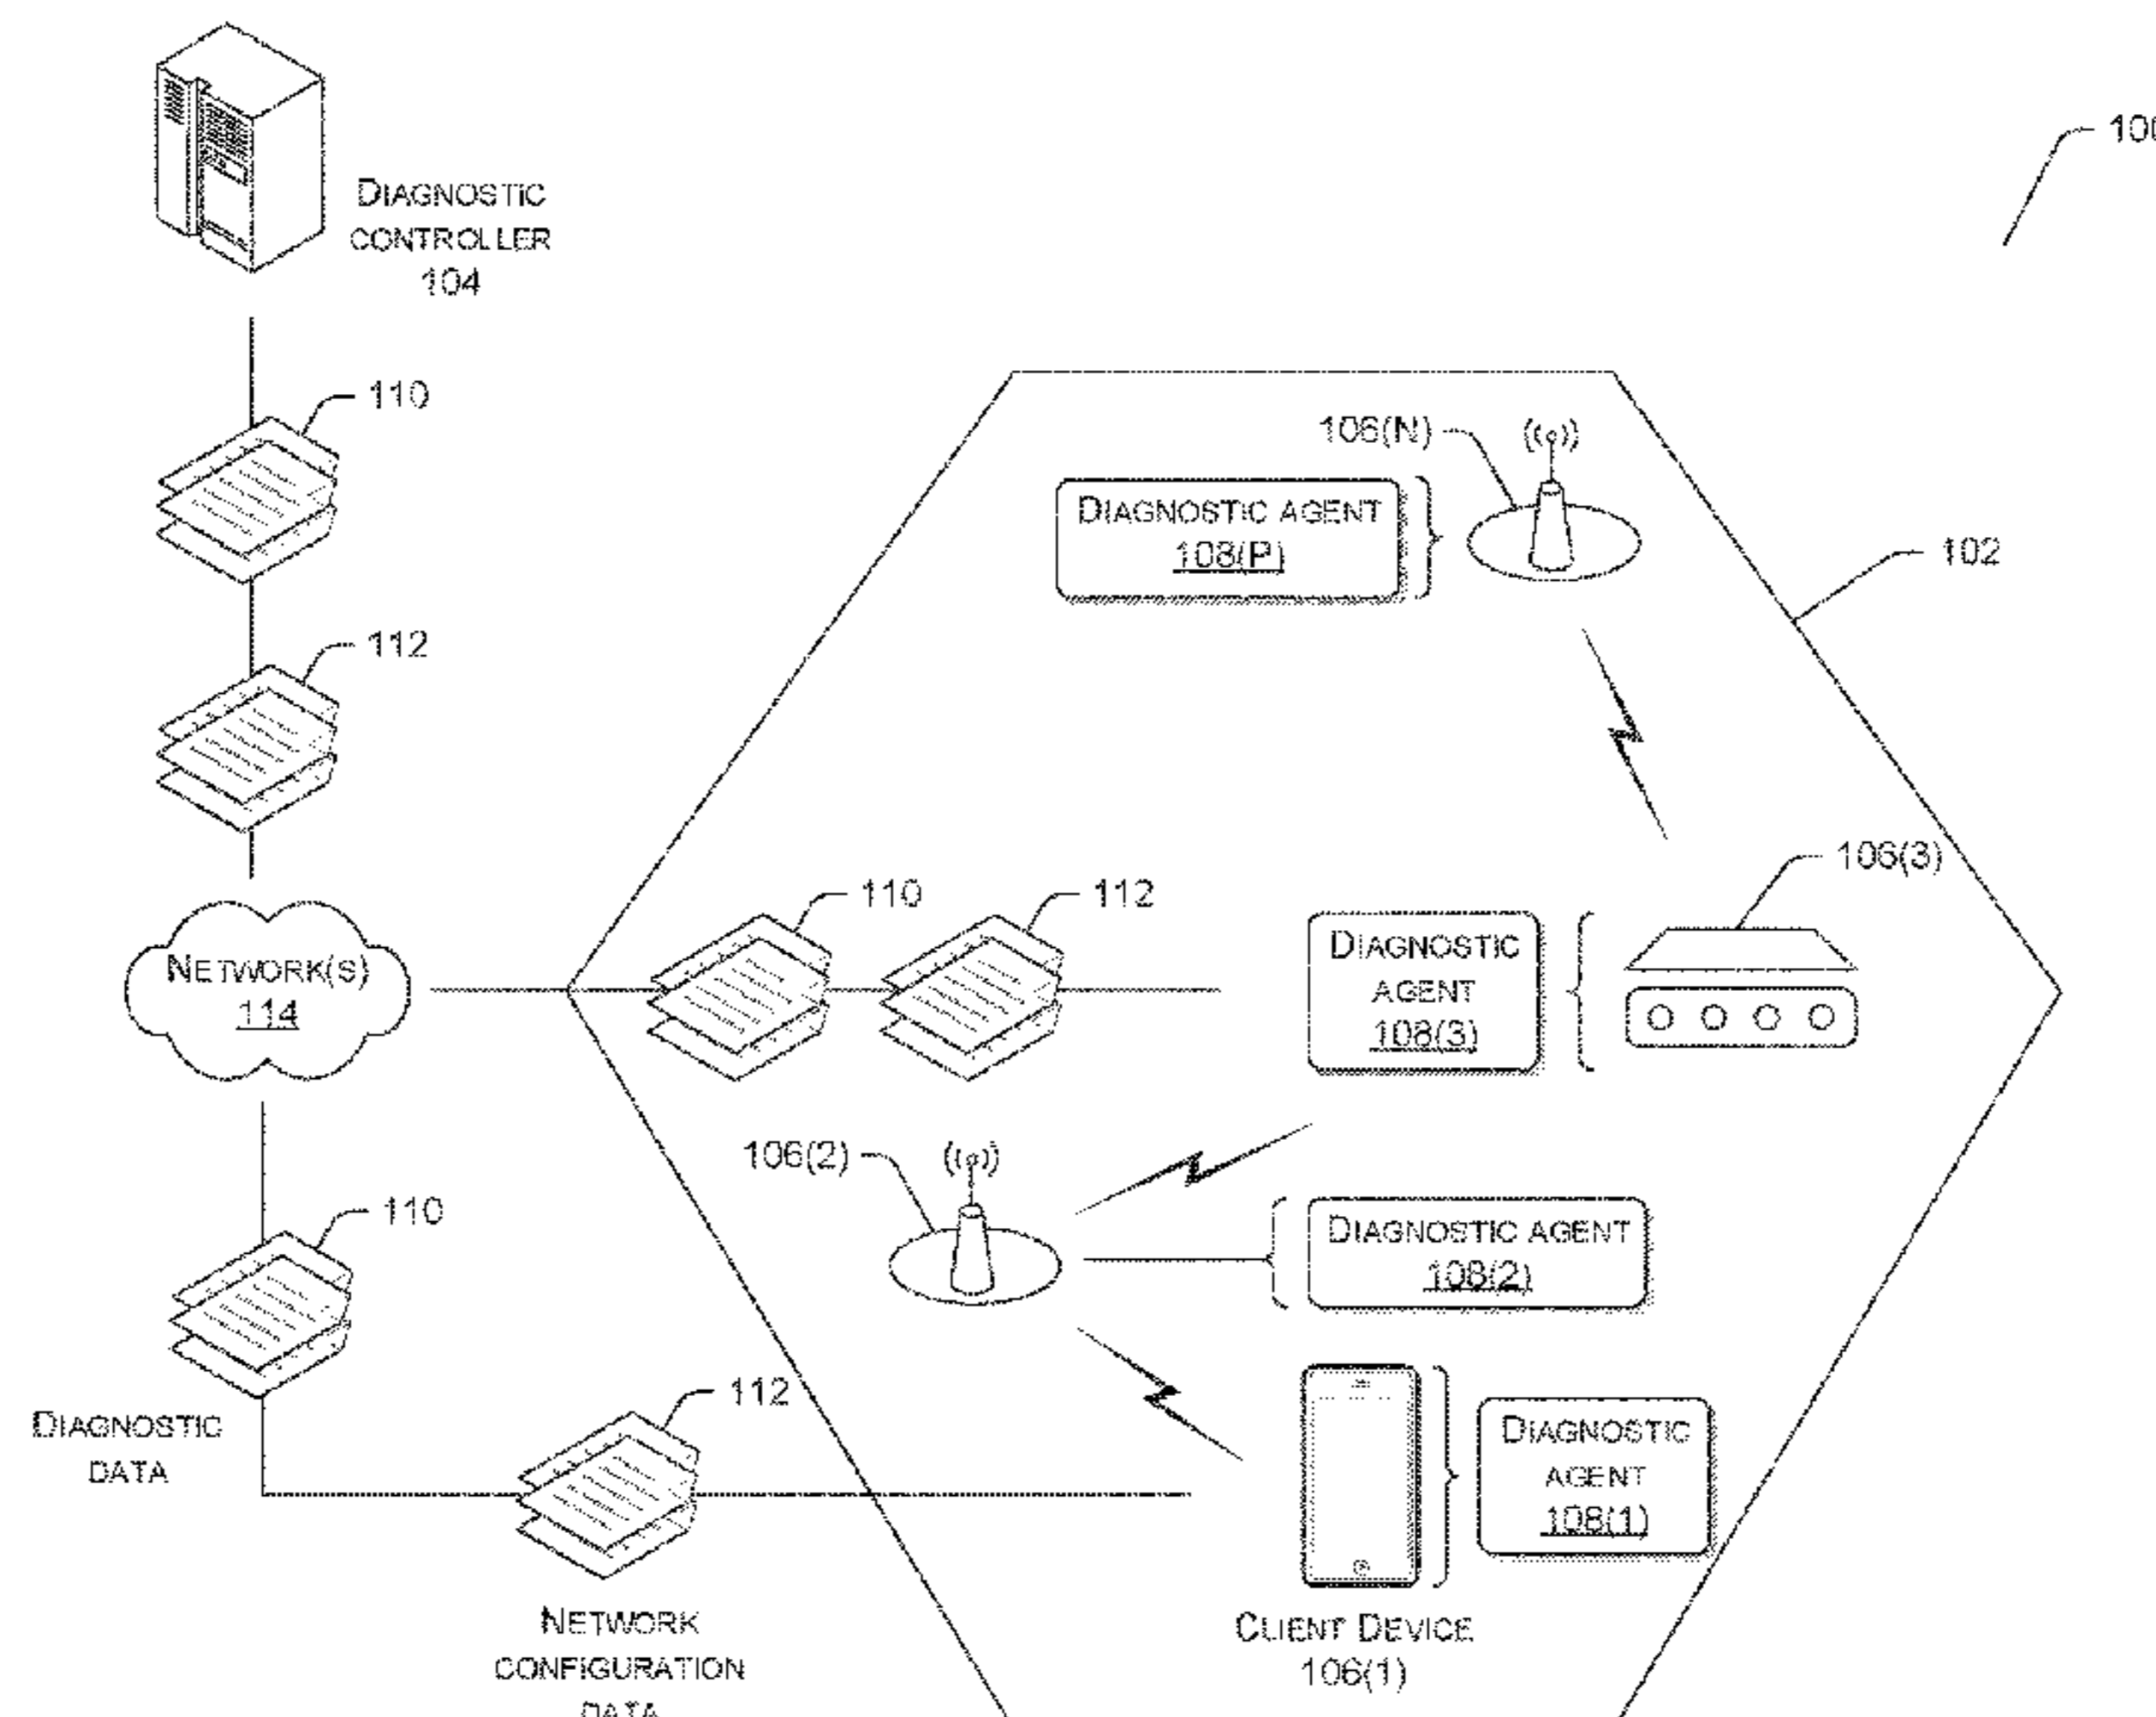 DIAGNOSTIC
CONTROLLER
104
110
112
106(N)
DIAGNOSTIC AGENT
108(P)
102
106(3)
110
112
NETWORK(S)
114
DIAGNOSTIC
AGENT
108(3)
106(2)
DIAGNOSTIC AGENT
108(2)
110
DIAGNOSTIC
DATA
112
NETWORK
CONFIGURATION
DATA
DIAGNOSTIC
AGENT
108(1)
CLIENT DEVICE
106(1)